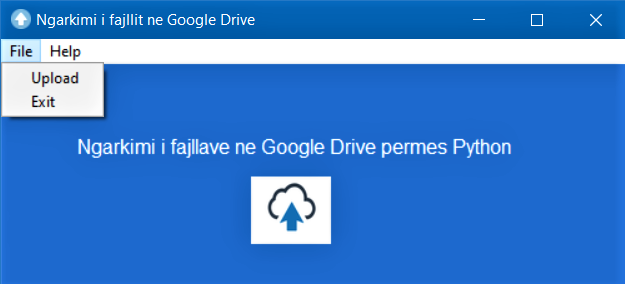 Ngarkimi i fajllit ne Google Drive
File Help
Upload
Exit
Ngarkimi i fajllave ne Google Drive permes Python